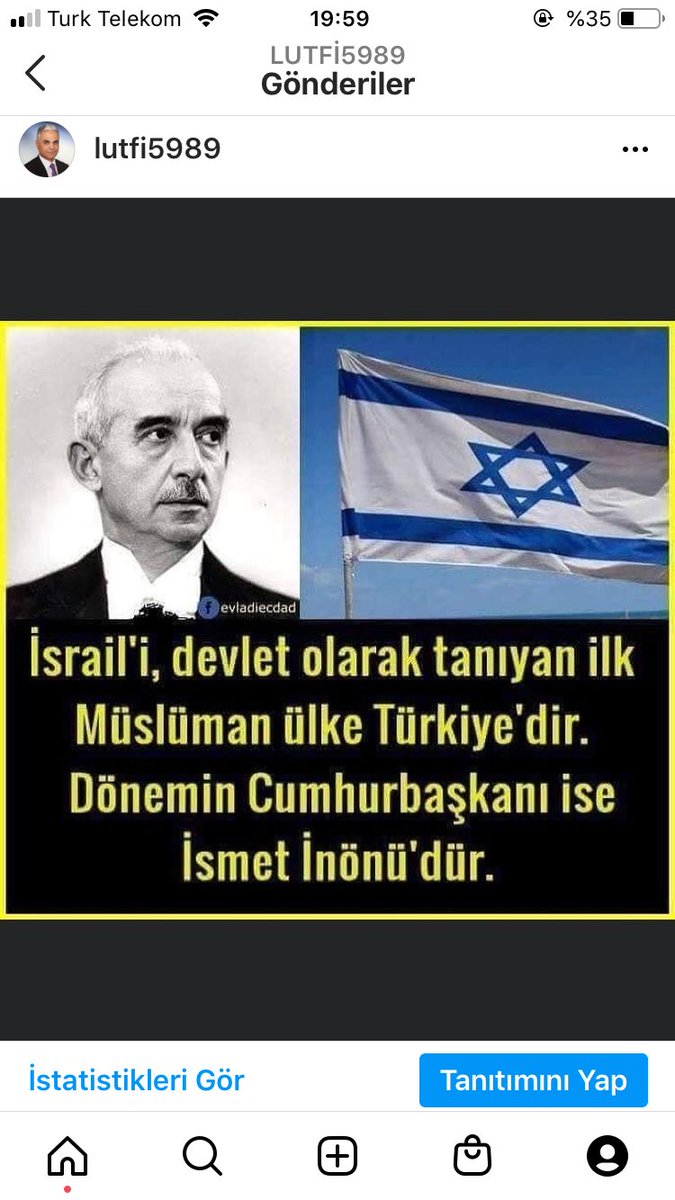 Turk Telekom
19:59
%35
LUTFİ5989
Gönderiler
lutfi5989
evladiecdad
İsrail'i, devlet olarak tanıyan ilk
Müslüman ülke Türkiye'dir.
Dönemin Cumhurbaşkanı ise
İsmet İnönü'dür.
İstatistikleri Gör
Tanıtımını Yap